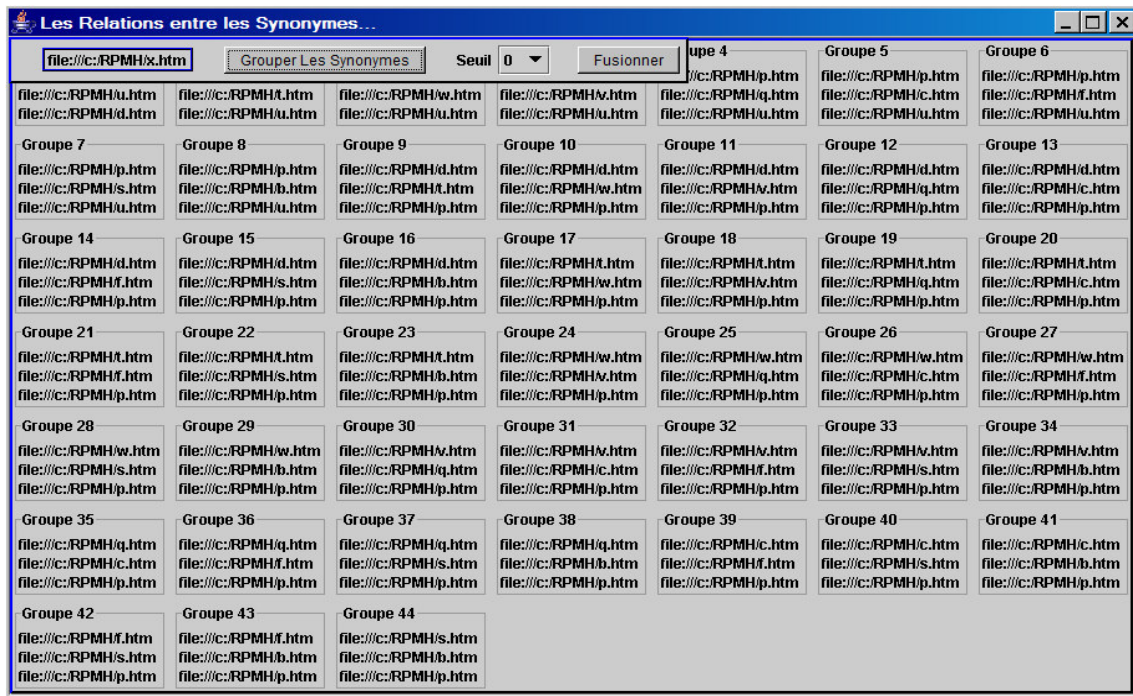 Les Relations entre les Synonymes...
file:///c:/RPMH/x.htm Grouper Les Synonymes Seuil 0 Fusionner
upe 4 Groupe 5 Groupe 6
///c:/RPMH/p.htm file:///c:/RPMH/p.htm file:///c:/RPMH/p.htm
file:///c:/RPMH/u.htm file:///c:/RPMH/t.htm file:///c:/RPMH/w.htm file:///c:/RPMH/v.htm file:///c:/RPMH/q.htm file:///c:/RPMH/c.htm file:///c:/RPMH/f.htm
file:///c:/RPMH/d.htm file:///c:/RPMH/u.htm file:///c:/RPMH/u.htm file:///c:/RPMH/u.htm file:///c:/RPMH/u.htm file:///c:/RPMH/u.htm file:///c:/RPMH/u.htm
Groupe 7 Groupe 8 Groupe 9 Groupe 10 Groupe 11 Groupe 12 Groupe 13
file:///c:/RPMH/p.htm file:///c:/RPMH/p.htm file:///c:/RPMH/d.htm file:///c:/RPMH/d.htm file:///c:/RPMH/d.htm file:///c:/RPMH/d.htm file:///c:/RPMH/d.htm
file:///c:/RPMH/s.htm file:///c:/RPMH/b.htm file:///c:/RPMH/t.htm file:///c:/RPMH/w.htm file:///c:/RPMH/v.htm file:///c:/RPMH/q.htm file:///c:/RPMH/c.htm
file:///c:/RPMH/u.htm file:///c:/RPMH/u.htm file:///c:/RPMH/p.htm file:///c:/RPMH/p.htm file:///c:/RPMH/p.htm file:///c:/RPMH/p.htm file:///c:/RPMH/p.htm
Groupe 14 Groupe 15 Groupe 16 Groupe 17 Groupe 18 Groupe 19 Groupe 20
file:///c:/RPMH/d.htm file:///c:/RPMH/d.htm file:///c:/RPMH/d.htm file:///c:/RPMH/t.htm file:///c:/RPMH/t.htm file:///c:/RPMH/t.htm file:///c:/RPMH/t.htm
file:///c:/RPMH/f.htm file:///c:/RPMH/s.htm file:///c:/RPMH/b.htm file:///c:/RPMH/w.htm file:///c:/RPMH/v.htm file:///c:/RPMH/q.htm file:///c:/RPMH/c.htm
file:///c:/RPMH/p.htm file:///c:/RPMH/p.htm file:///c:/RPMH/p.htm file:///c:/RPMH/p.htm file:///c:/RPMH/p.htm file:///c:/RPMH/p.htm file:///c:/RPMH/p.htm
Groupe 21 Groupe 22 Groupe 23 Groupe 24 Groupe 25 Groupe 26 Groupe 27
file:///c:/RPMH/t.htm file:///c:/RPMH/t.htm file:///c:/RPMH/t.htm file:///c:/RPMH/w.htm file:///c:/RPMH/w.htm file:///c:/RPMH/w.htm file:///c:/RPMH/w.htm
file:///c:/RPMH/f.htm file:///c:/RPMH/s.htm file:///c:/RPMH/b.htm file:///c:/RPMH/v.htm file:///c:/RPMH/q.htm file:///c:/RPMH/c.htm file:///c:/RPMH/f.htm
file:///c:/RPMH/p.htm file:///c:/RPMH/p.htm file:///c:/RPMH/p.htm file:///c:/RPMH/p.htm file:///c:/RPMH/p.htm file:///c:/RPMH/p.htm file:///c:/RPMH/p.htm
Groupe 28 Groupe 29 Groupe 30 Groupe 31 Groupe 32 Groupe 33 Groupe 34
file:///c:/RPMH/w.htm file:///c:/RPMH/w.htm file:///c:/RPMH/v.htm file:///c:/RPMH/v.htm file:///c:/RPMH/v.htm file:///c:/RPMH/v.htm file:///c:/RPMH/v.htm
file:///c:/RPMH/s.htm file:///c:/RPMH/b.htm file:///c:/RPMH/q.htm file:///c:/RPMH/c.htm file:///c:/RPMH/f.htm file:///c:/RPMH/s.htm file:///c:/RPMH/b.htm
file:///c:/RPMH/p.htm file:///c:/RPMH/p.htm file:///c:/RPMH/p.htm file:///c:/RPMH/p.htm file:///c:/RPMH/p.htm file:///c:/RPMH/p.htm file:///c:/RPMH/p.htm
Groupe 35 Groupe 36 Groupe 37 Groupe 38 Groupe 39 Groupe 40 Groupe 41
file:///c:/RPMH/q.htm file:///c:/RPMH/q.htm file:///c:/RPMH/q.htm file:///c:/RPMH/q.htm file:///c:/RPMH/c.htm file:///c:/RPMH/c.htm file:///c:/RPMH/c.htm
file:///c:/RPMH/c.htm file:///c:/RPMH/f.htm file:///c:/RPMH/s.htm file:///c:/RPMH/b.htm file:///c:/RPMH/f.htm file:///c:/RPMH/s.htm file:///c:/RPMH/b.htm
file:///c:/RPMH/p.htm file:///c:/RPMH/p.htm file:///c:/RPMH/p.htm file:///c:/RPMH/p.htm file:///c:/RPMH/p.htm file:///c:/RPMH/p.htm file:///c:/RPMH/p.htm
Groupe 42 Groupe 43 Groupe 44
file:///c:/RPMH/f.htm file:///c:/RPMH/f.htm file:///c:/RPMH/s.htm
file:///c:/RPMH/s.htm file:///c:/RPMH/b.htm file:///c:/RPMH/b.htm
file:///c:/RPMH/p.htm file:///c:/RPMH/p.htm file:///c:/RPMH/p.htm